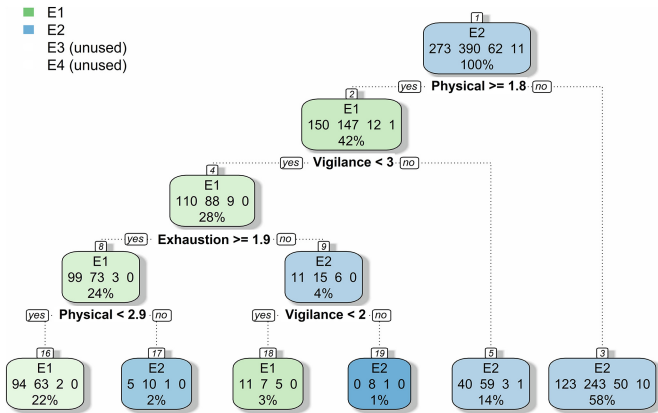 E1
E2
E3 (unused)
E4 (unused)
1
E2
273 390 62 11
100%
yes Physical >= 1.8 no
2
E1
150 147 12 1
42%
yes Vigilance < 3 no
4
E1
110 88 9 0
28%
yes Exhaustion >= 1.9 no
8
E1
99 73 3 0
24%
9
E2
11 15 6 0
4%
yes Physical < 2.9 no
yes Vigilance < 2 no
16
E1
94 63 2 0
22%
17
E2
5 10 1 0
2%
18
E1
11 7 5 0
3%
19
E2
0 8 1 0
1%
5
E2
40 59 3 1
14%
3
E2
123 243 50 10
58%